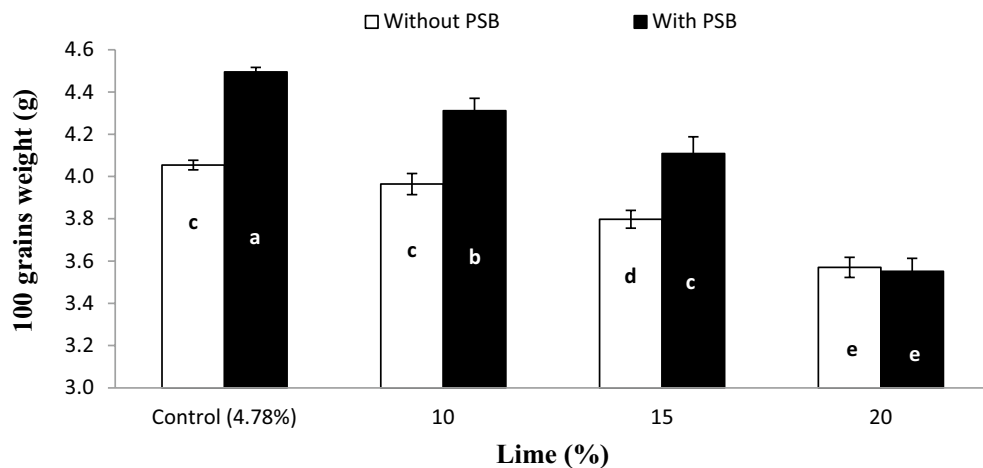 Without PSB With PSB
100 grains weight (g)
4.6
4.4
4.2
4.0
3.8
3.6
3.4
3.2
3.0
c a c b d c e e
Control (4.78%) 10 15 20
Lime (%)